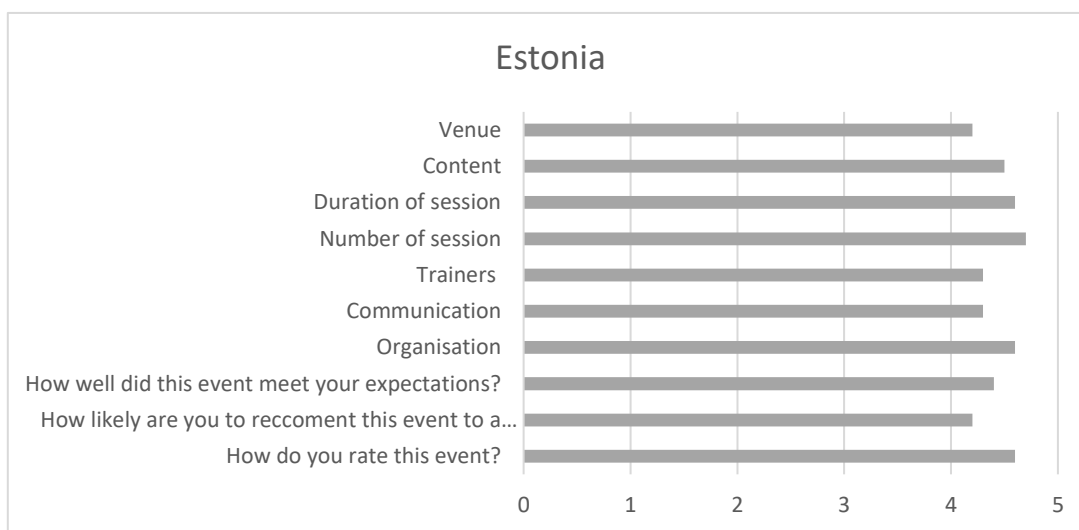 Estonia
Venue
Content
Duration of session
Number of session
Trainers
Communication
Organisation
How well did this event meet your expectations?
How likely are you to reccoment this event to a...
How do you rate this event?
0 1 2 3 4 5